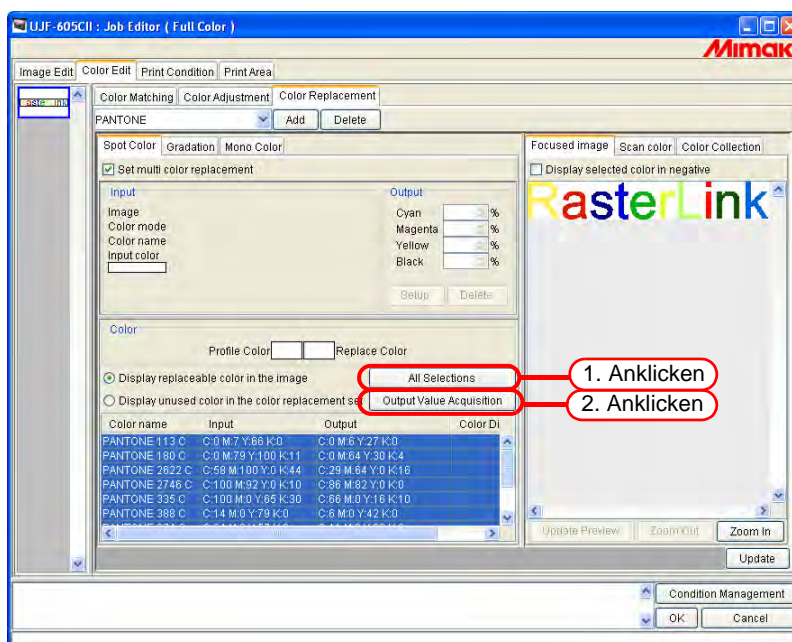 UJF-605CII : Job Editor ( Full Color )
Mimak
Image Edit Color Edit Print Condition Print Area
Color Matching Color Adjustment Color Replacement
PANTONE Add Delete
Spot Color Gradation Mono Color
Set multi color replacement
Input
Image
Color mode
Color name
Input color
Output
Cyan %
Magenta %
Yellow %
Black %
Setup Delete
Color
Profile Color Replace Color
Display replaceable color in the image All Selections
Display unused color in the color replacement set Output Value Acquisition
Color name Input Output Color Di
PANTONE 113 C C:0 M:7 Y:66 K:0 C:0 M:6 Y:27 K:0
PANTONE 180 C C:0 M:79 Y:100 K:11 C:0 M:64 Y:30 K:4
PANTONE 2622 C C:58 M:100 Y:0 K:44 C:29 M:64 Y:0 K:16
PANTONE 2746 C C:100 M:92 Y:0 K:10 C:86 M:82 Y:0 K:0
PANTONE 335 C C:100 M:0 Y:65 K:30 C:66 M:0 Y:16 K:10
PANTONE 388 C C:14 M:0 Y:79 K:0 C:6 M:0 Y:42 K:0
Focused image Scan color Color Collection
Display selected color in negative
RasterLink
1. Anklicken
2. Anklicken
Update Preview Zoom Out Zoom In
Update
Condition Management
OK Cancel